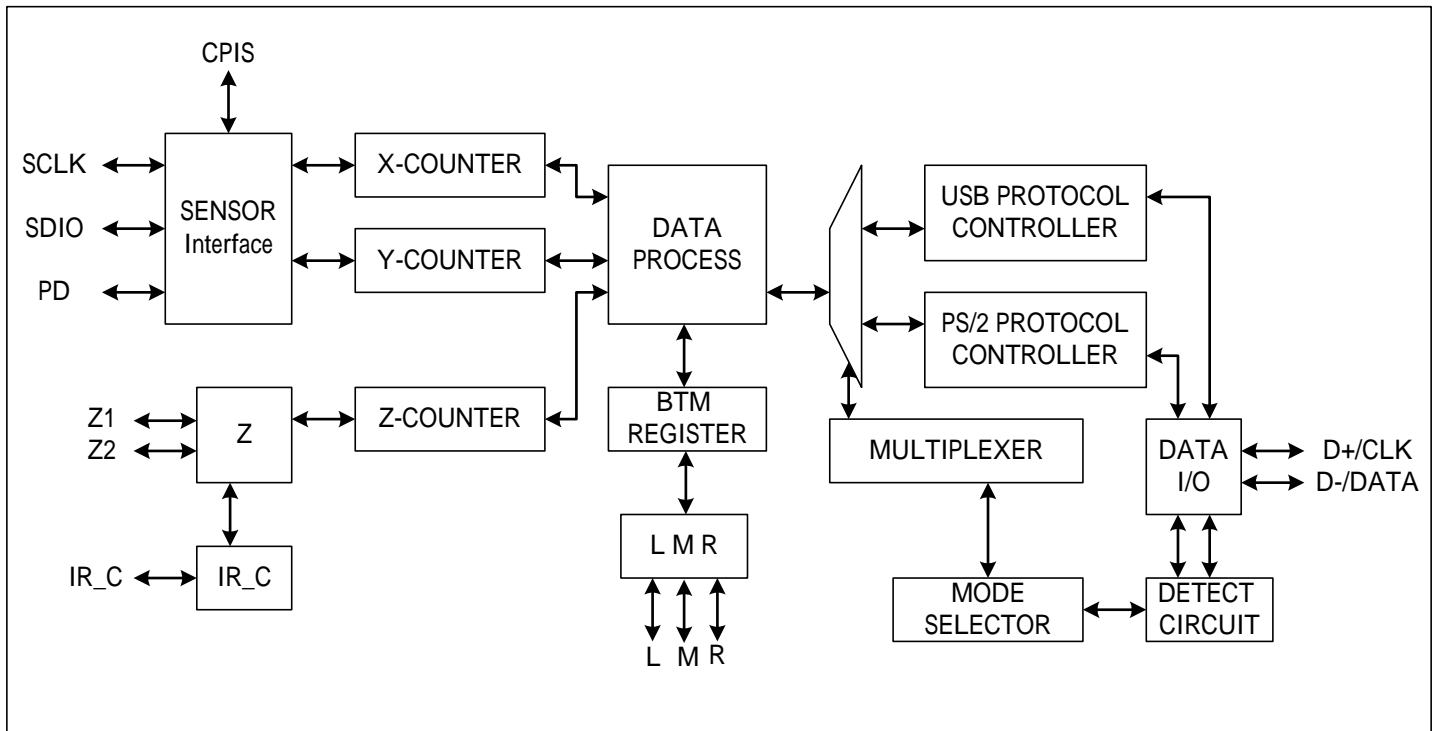 CPIS
SCLK
SDIO
PD
SENSOR
Interface
X-COUNTER
Y-COUNTER
DATA
PROCESS
USB PROTOCOL
CONTROLLER
PS/2 PROTOCOL
CONTROLLER
Z1
Z2
Z
Z-COUNTER
BTM
REGISTER
MULTIPLEXER
DATA
I/O
D+/CLK
D-/DATA
IR_C
IR_C
L M R
L M R
MODE
SELECTOR
DETECT
CIRCUIT